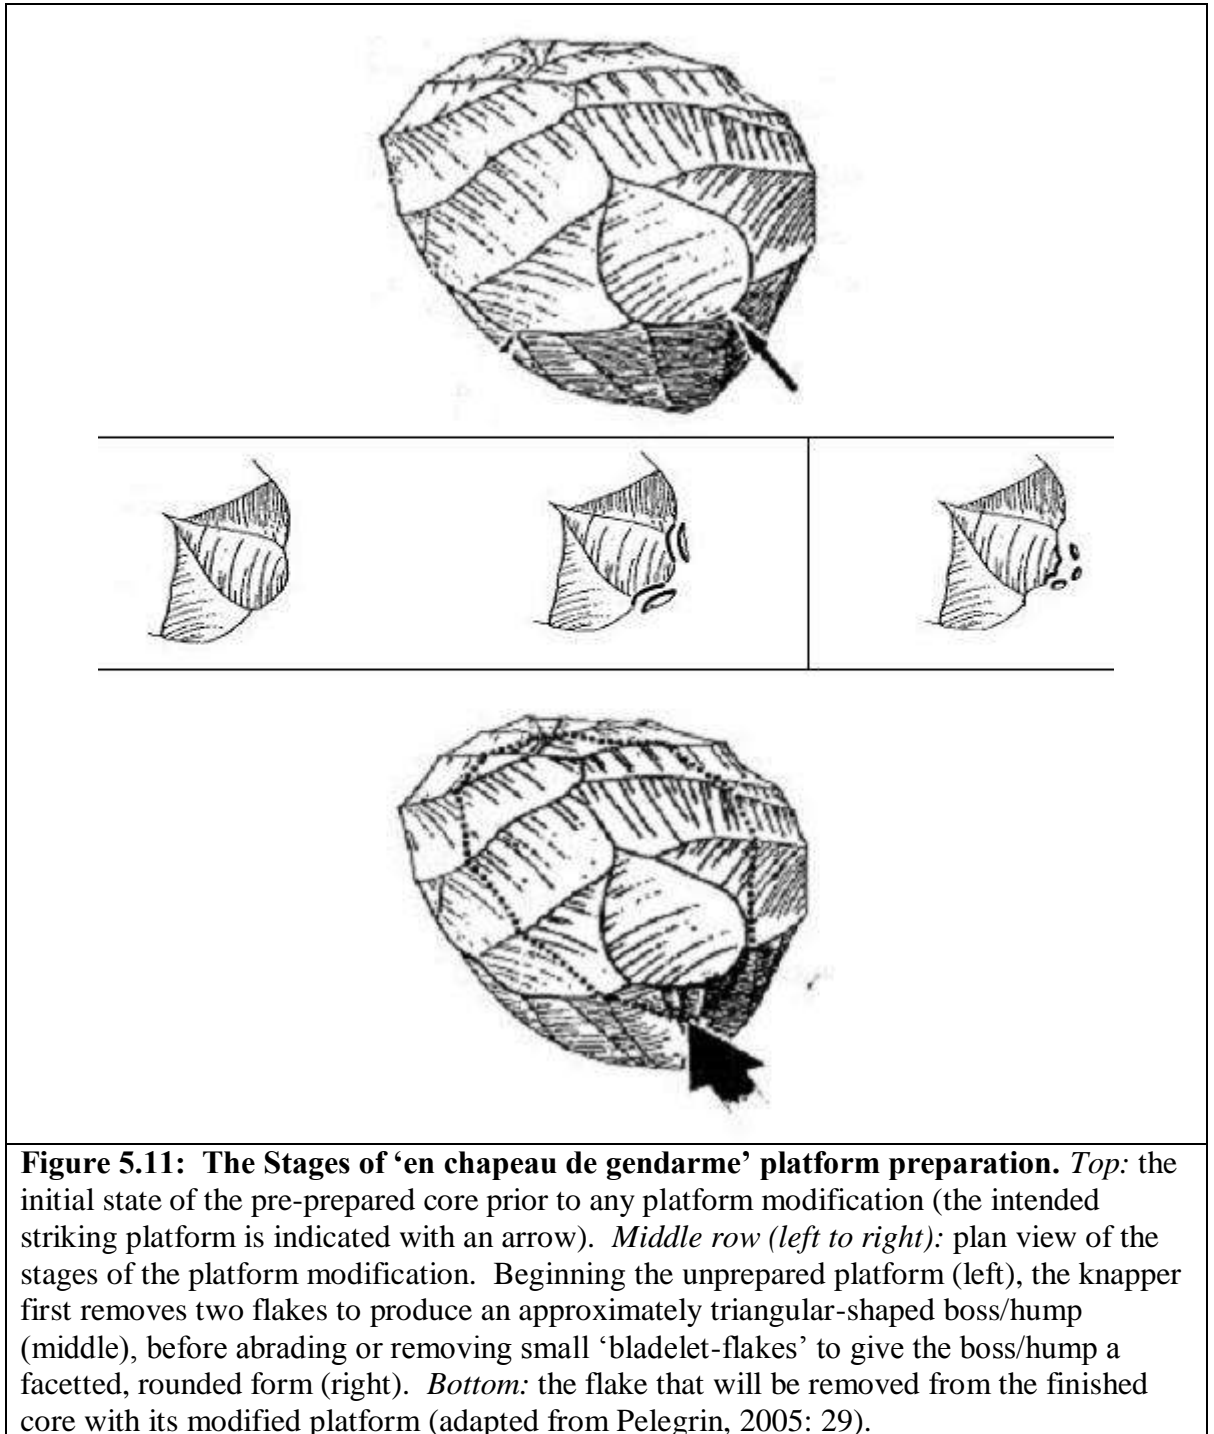 Figure 5.11:  The Stages of ‘en chapeau de gendarme’ platform preparation. Top: the
initial state of the pre-prepared core prior to any platform modification (the intended
striking platform is indicated with an arrow).  Middle row (left to right): plan view of the
stages of the platform modification.  Beginning the unprepared platform (left), the knapper
first removes two flakes to produce an approximately triangular-shaped boss/hump
(middle), before abrading or removing small ‘bladelet-flakes’ to give the boss/hump a
facetted, rounded form (right).  Bottom: the flake that will be removed from the finished
core with its modified platform (adapted from Pelegrin, 2005: 29).